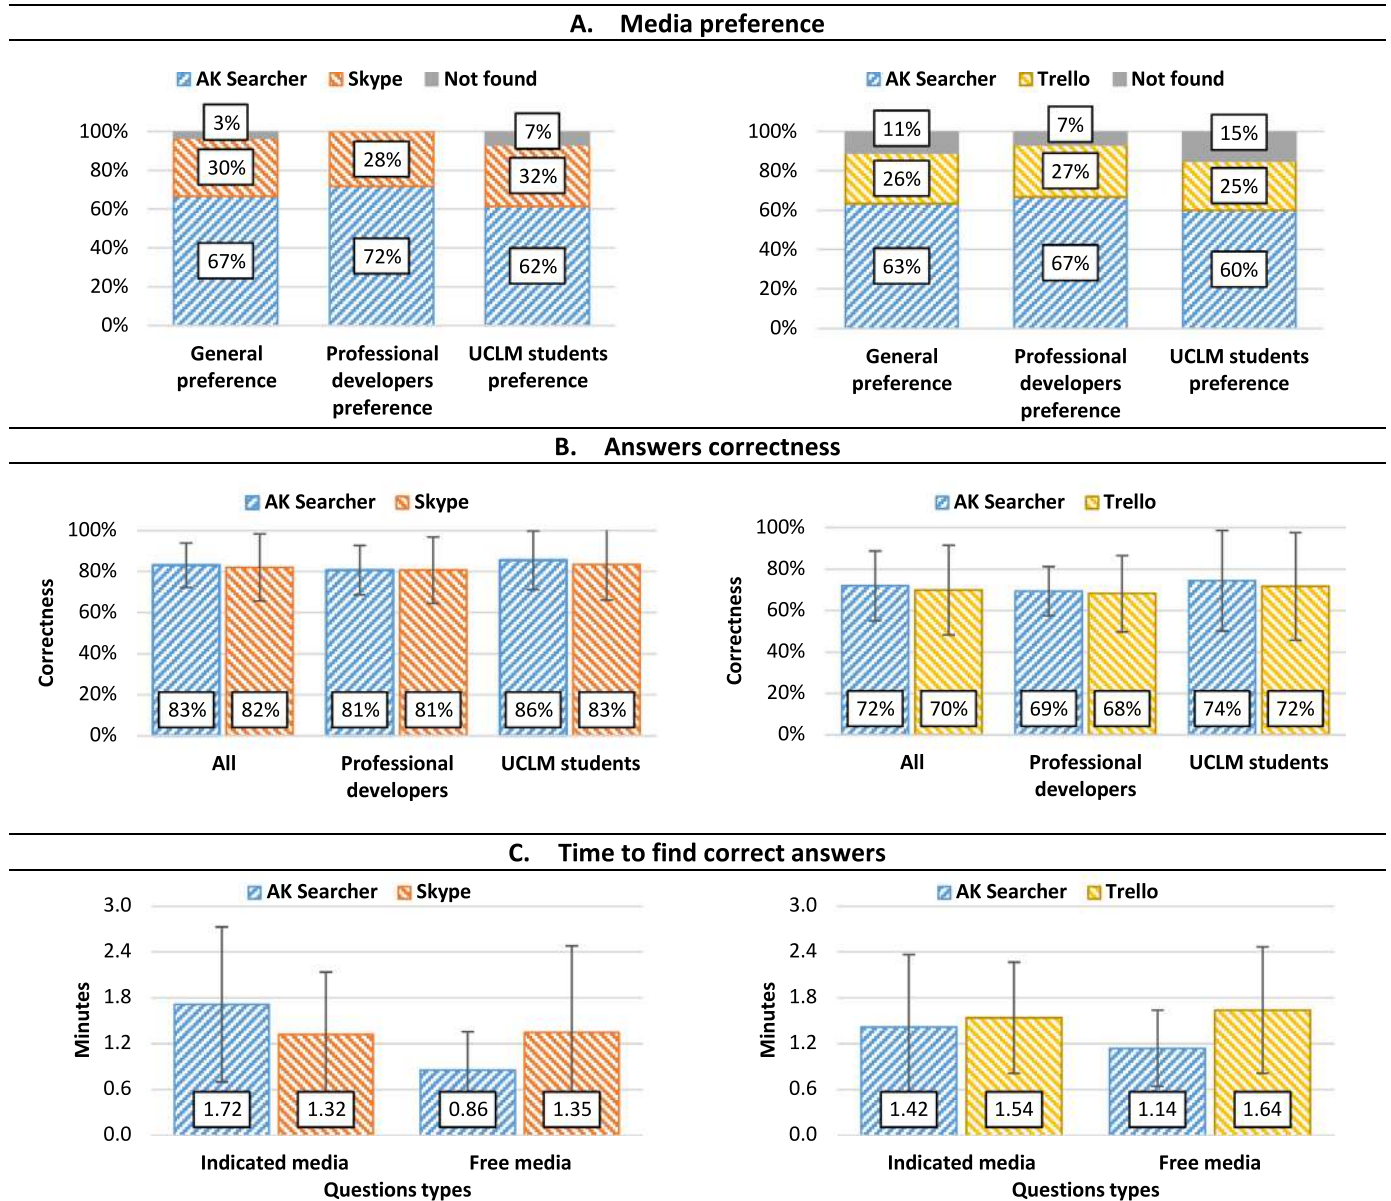 A. Media preference
AK Searcher Skype Not found
100%
80%
60%
40%
20%
0%
3%
30%
67%
28%
72%
7%
32%
62%
General preference
Professional developers preference
UCLM students preference
AK Searcher Trello Not found
100%
80%
60%
40%
20%
0%
11%
26%
63%
7%
27%
67%
15%
25%
60%
General preference
Professional developers preference
UCLM students preference
B. Answers correctness
AK Searcher Skype
Correctness
100%
80%
60%
40%
20%
0%
83% 82% 81% 81% 86% 83%
All
Professional developers
UCLM students
AK Searcher Trello
Correctness
100%
80%
60%
40%
20%
0%
72% 70% 69% 68% 74% 72%
All
Professional developers
UCLM students
C. Time to find correct answers
AK Searcher Skype
Minutes
3.0
2.4
1.8
1.2
0.6
0.0
1.72 1.32 0.86 1.35
Indicated media Free media
Questions types
AK Searcher Trello
Minutes
3.0
2.4
1.8
1.2
0.6
0.0
1.42 1.54 1.14 1.64
Indicated media Free media
Questions types